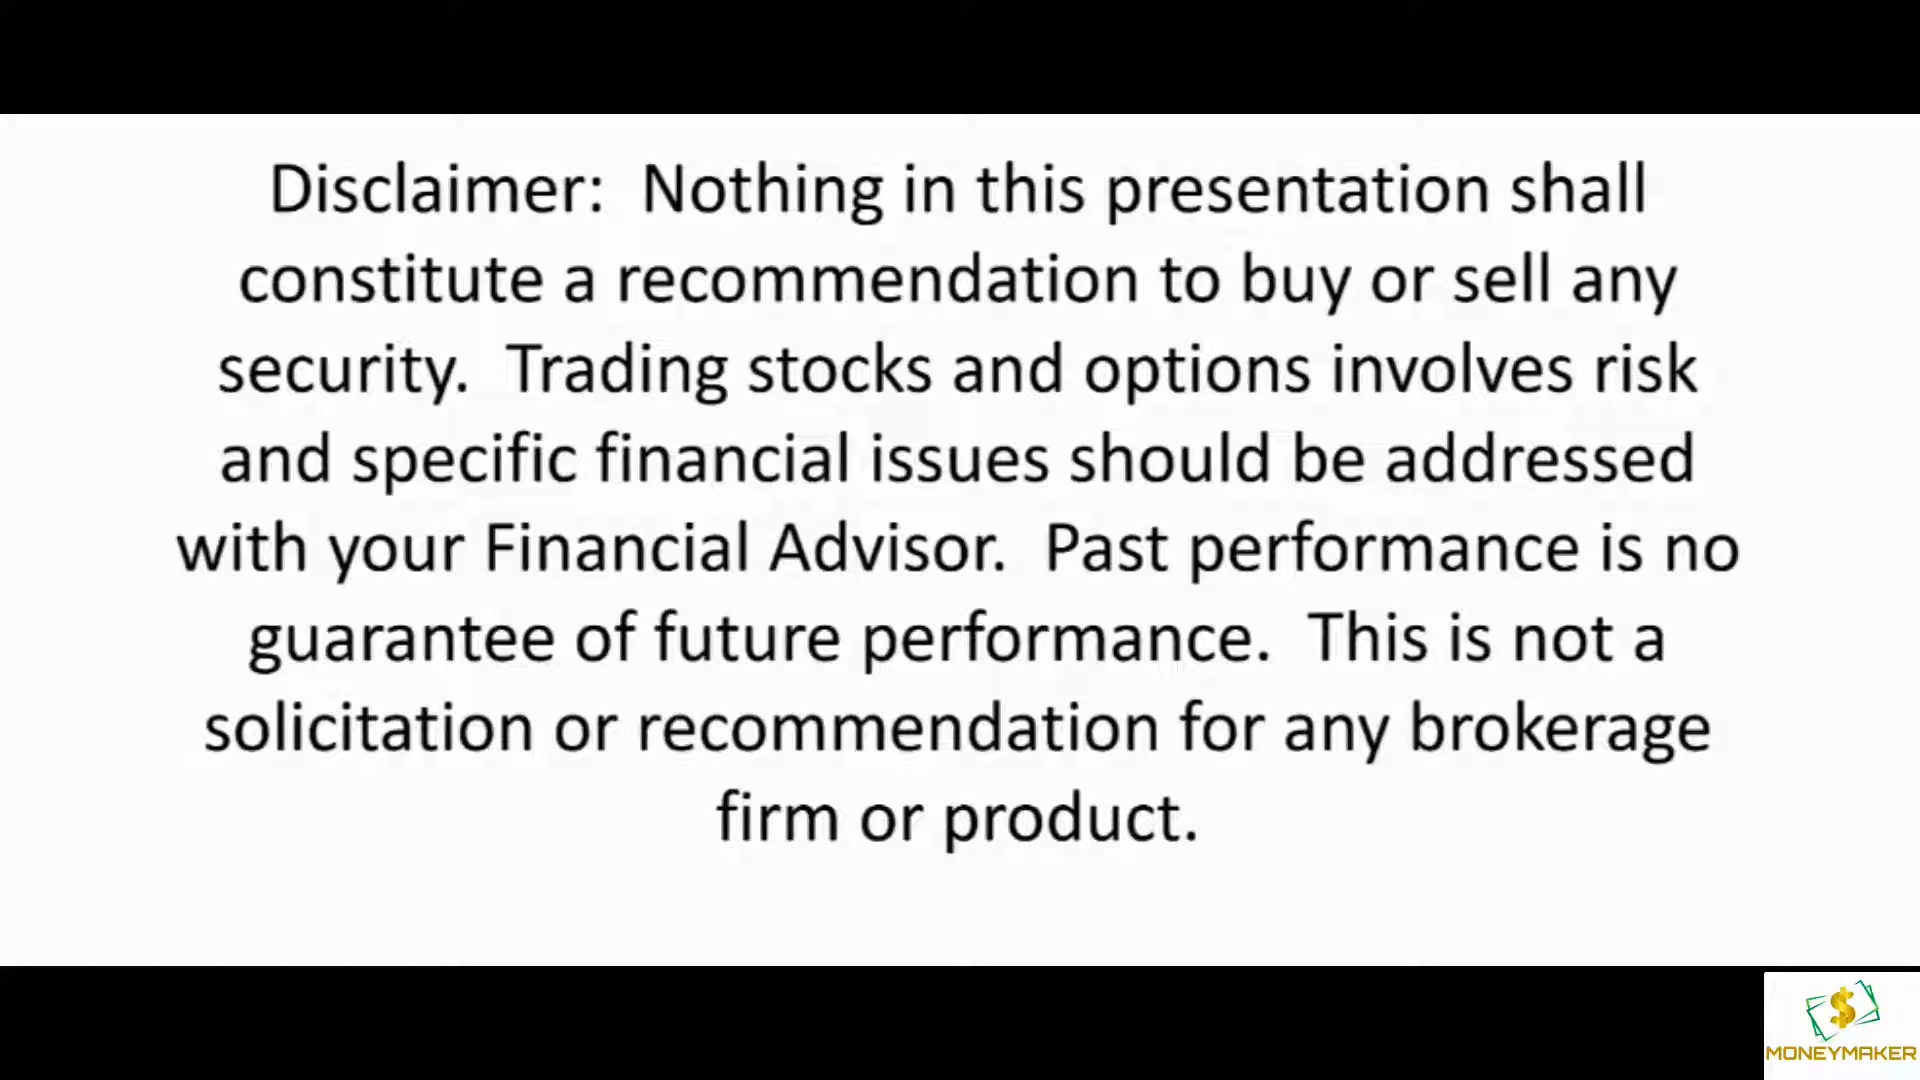 Disclaimer:  Nothing in this presentation shall
constitute a recommendation to buy or sell any
security.  Trading stocks and options involves risk
and specific financial issues should be addressed
with your Financial Advisor.  Past performance is no
guarantee of future performance.  This is not a
solicitation or recommendation for any brokerage
firm or product.
$
MONEYMAKER